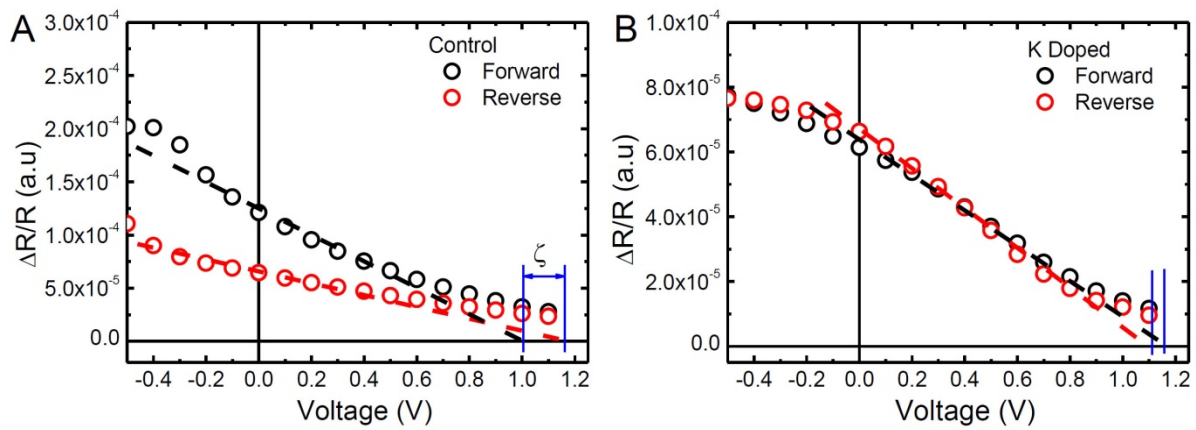 A
Control
Forward
Reverse
ζ
3.0x10⁻⁴
2.5x10⁻⁴
2.0x10⁻⁴
1.5x10⁻⁴
1.0x10⁻⁴
5.0x10⁻⁵
0.0
ΔR/R (a.u)
-0.4 -0.2 0.0 0.2 0.4 0.6 0.8 1.0 1.2
Voltage (V)
B
K Doped
Forward
Reverse
1.0x10⁻⁴
8.0x10⁻⁵
6.0x10⁻⁵
4.0x10⁻⁵
2.0x10⁻⁵
0.0
ΔR/R (a.u)
-0.4 -0.2 0.0 0.2 0.4 0.6 0.8 1.0 1.2
Voltage (V)